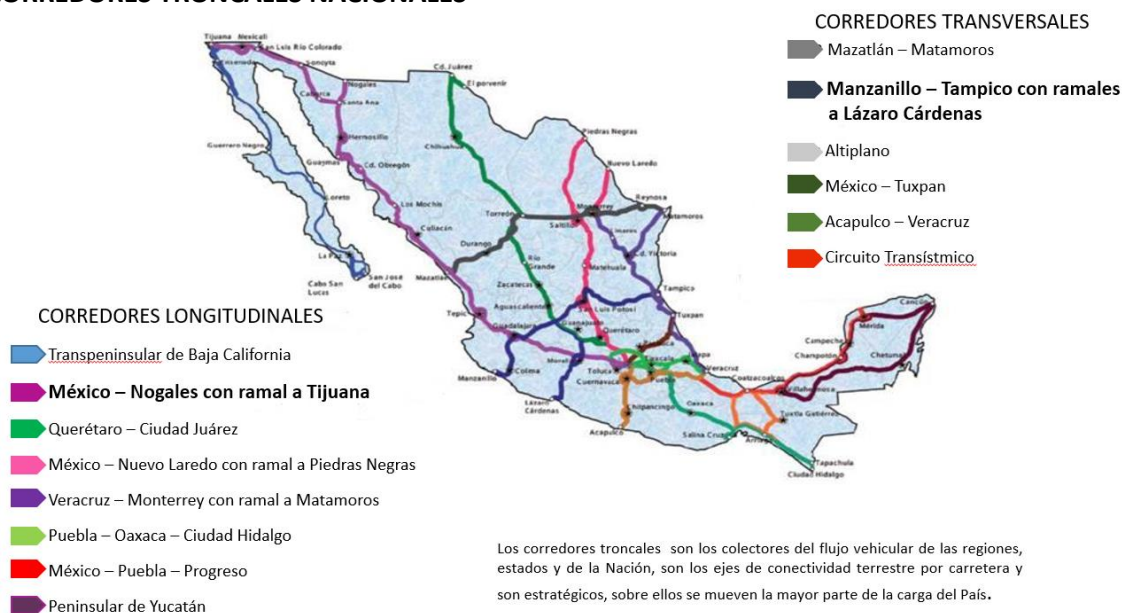 CORREDORES TRONCALES NACIONALES
CORREDORES TRANSVERSALES
Mazatlán – Matamoros
Manzanillo – Tampico con ramales
a Lázaro Cárdenas
Altiplano
México – Tuxpan
Acapulco – Veracruz
Circuito Transístmico
Tijuana Mexicali
San Luis Río Colorado
Ensenada
Sonoyta
Caborca
Nogales
Santa Ana
Cd. Juárez
El porvenir
Hermosillo
Chihuahua
Piedras Negras
Guerrero Negro
Guaymas
Cd. Obregón
Nuevo Laredo
Loreto
Los Mochis
Torreón
Monterrey
Reynosa
Matamoros
Saltillo
Culiacán
Durango
Linares
La Paz
Cd. Victoria
Río
Grande
Matehuala
Cabo San
Lucas
San José
del Cabo
Mazatlán
Zacatecas
Tampico
Aguascalientes
San Luis Potosí
Tepic
Tuxpan
Guadalajara
Guanajuato
Querétaro
Cancún
Mérida
Campeche
Champotón
Chetumal
Manzanillo
Colima
Toluca
Cuernavaca
Puebla
Veracruz
Coatzacoalcos
Villahermosa
Lázaro
Cárdenas
Chilpancingo
Oaxaca
Tuxtla Gutiérrez
Acapulco
Salina Cruz
Arriaga
Tapachula
Ciudad Hidalgo
CORREDORES LONGITUDINALES
Transpeninsular de Baja California
México – Nogales con ramal a Tijuana
Querétaro – Ciudad Juárez
México – Nuevo Laredo con ramal a Piedras Negras
Veracruz – Monterrey con ramal a Matamoros
Puebla – Oaxaca – Ciudad Hidalgo
México – Puebla – Progreso
Peninsular de Yucatán
Los corredores troncales son los colectores del flujo vehicular de las regiones,
estados y de la Nación, son los ejes de conectividad terrestre por carretera y
son estratégicos, sobre ellos se mueven la mayor parte de la carga del País.